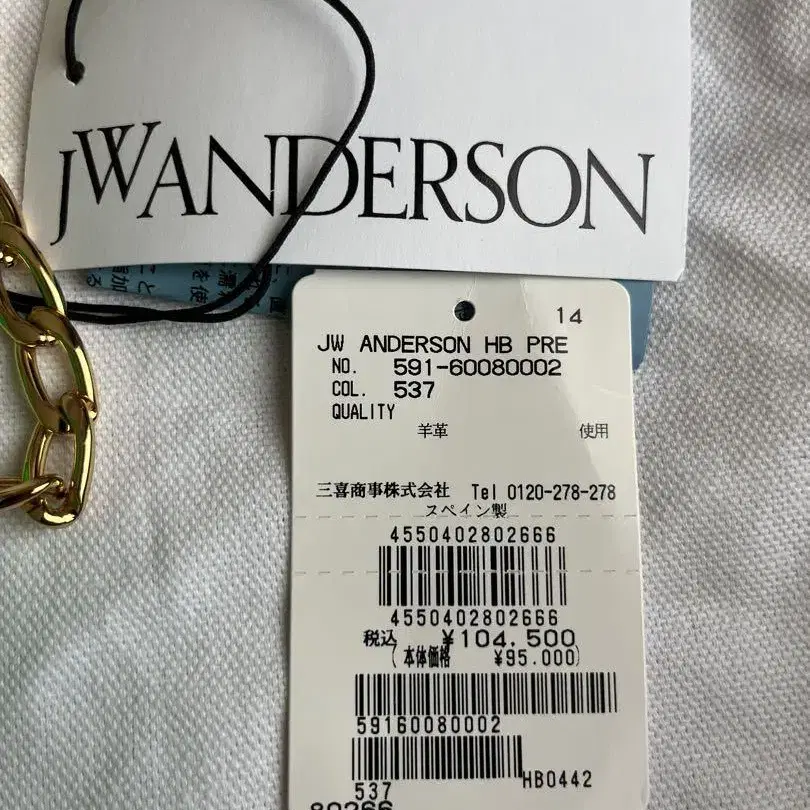 JWANDERSON
14
JW ANDERSON HB PRE
NO. 591-60080002
COL. 537
QUALITY
羊革 使用
三喜商事株式会社 Tel 0120-278-278
スペイン製
4550402802666
4550402802666
税込 ¥104,500
(本体価格 ¥95,000)
59160080002
537 HB0442